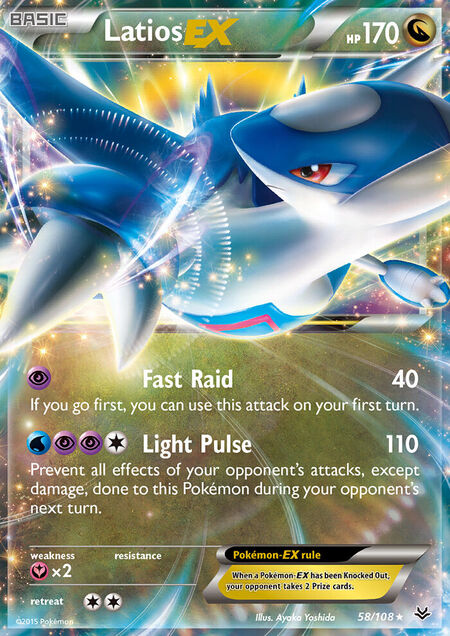 BASIC
Latios EX
HP 170
Fast Raid 40
If you go first, you can use this attack on your first turn.
Light Pulse 110
Prevent all effects of your opponent's attacks, except
damage, done to this Pokémon during your opponent's
next turn.
weakness resistance
×2
Pokémon-EX rule
When a Pokémon-EX has been Knocked Out,
your opponent takes 2 Prize cards.
retreat
©2015 Pokémon
Illus. Ayaka Yoshida
58/108